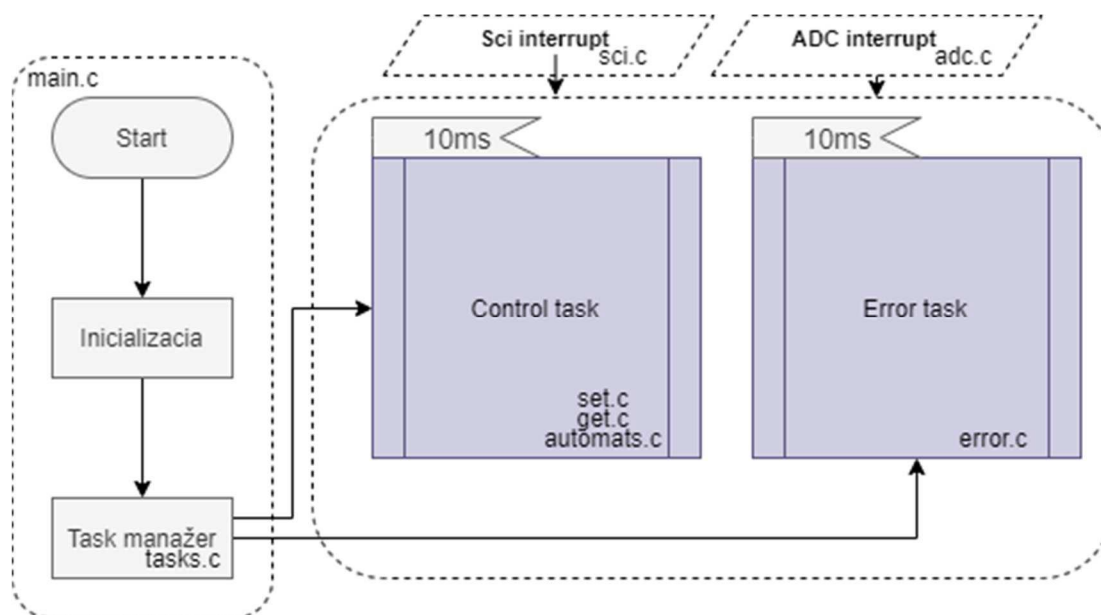 Sci interrupt
sci.c
ADC interrupt
adc.c
main.c
Start
Inicializacia
Task manažer
tasks.c
10ms
Control task
set.c
get.c
automats.c
10ms
Error task
error.c